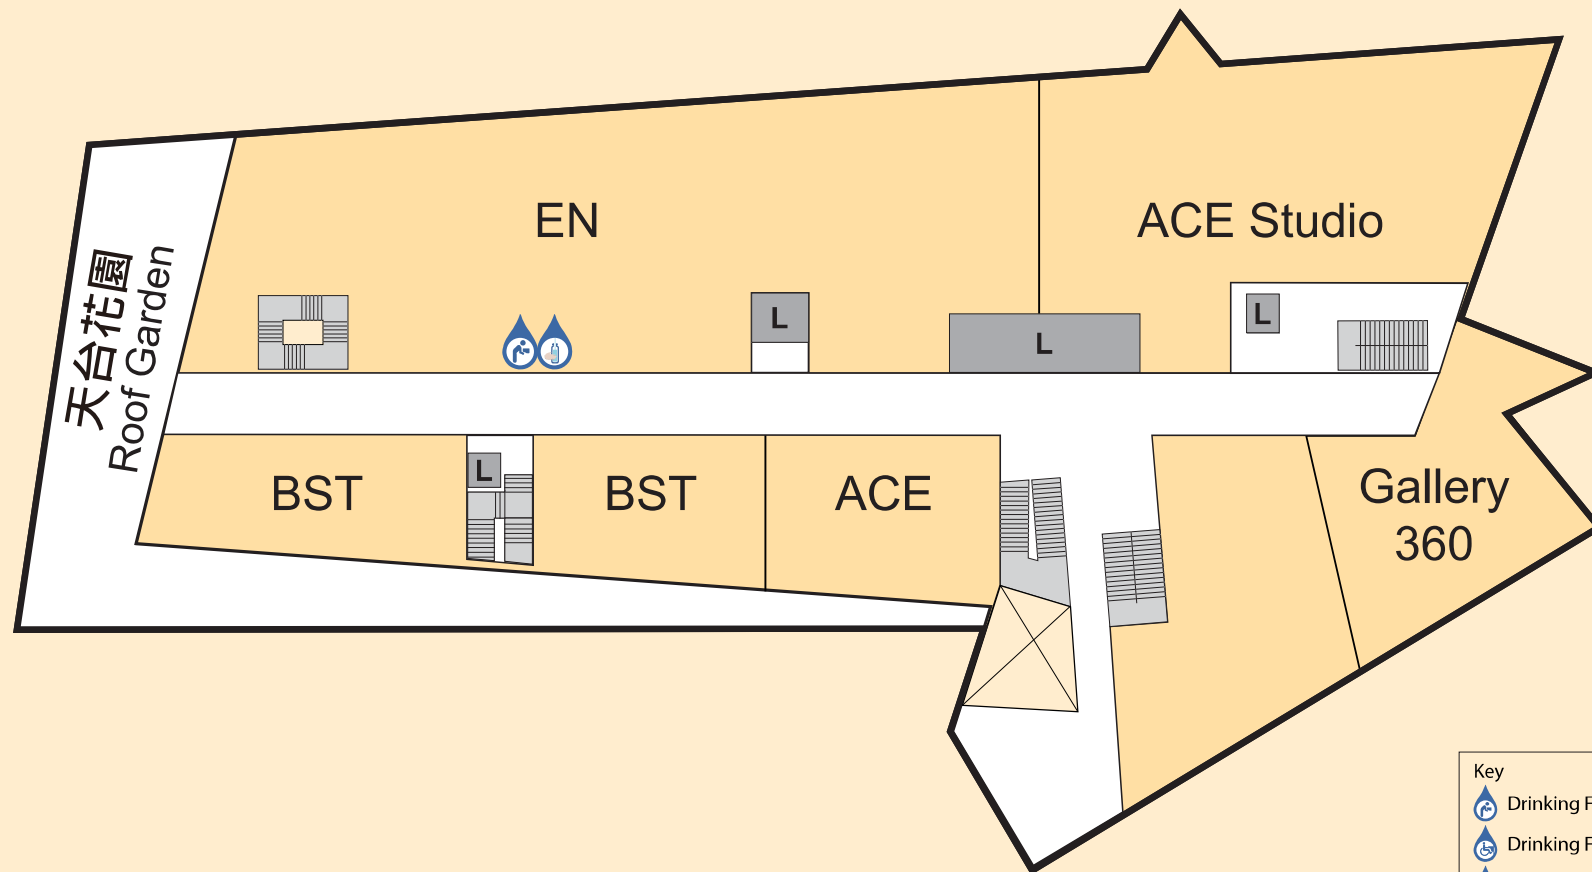 EN
ACE Studio
天台花園
Roof Garden
L
L
L
BST
L
BST
ACE
Gallery
360
Key
Drinking F
Drinking F